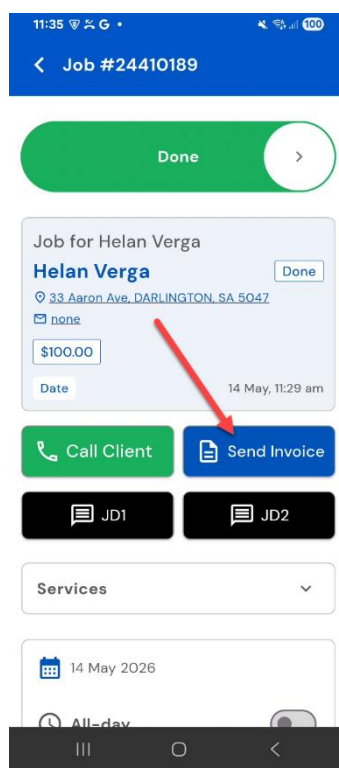 11:35 G • 100
Job #24410189
Done
Job for Helan Verga
Helan Verga Done
33 Aaron Ave, DARLINGTON, SA 5047
none
$100.00
Date 14 May, 11:29 am
Call Client Send Invoice
JD1 JD2
Services
14 May 2026
All-day